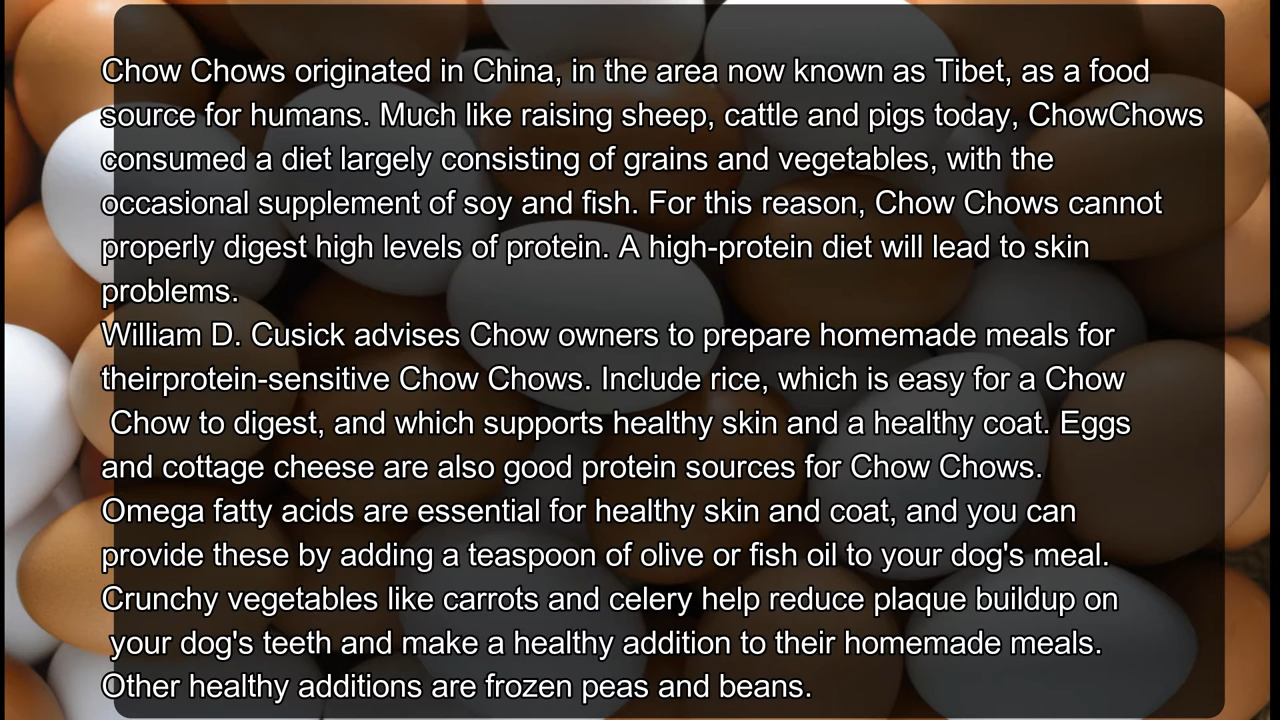 Chow Chows originated in China, in the area now known as Tibet, as a food
source for humans. Much like raising sheep, cattle and pigs today, ChowChows
consumed a diet largely consisting of grains and vegetables, with the
occasional supplement of soy and fish. For this reason, Chow Chows cannot
properly digest high levels of protein. A high-protein diet will lead to skin
problems.
William D. Cusick advises Chow owners to prepare homemade meals for
theirprotein-sensitive Chow Chows. Include rice, which is easy for a Chow
Chow to digest, and which supports healthy skin and a healthy coat. Eggs
and cottage cheese are also good protein sources for Chow Chows.
Omega fatty acids are essential for healthy skin and coat, and you can
provide these by adding a teaspoon of olive or fish oil to your dog's meal.
Crunchy vegetables like carrots and celery help reduce plaque buildup on
your dog's teeth and make a healthy addition to their homemade meals.
Other healthy additions are frozen peas and beans.